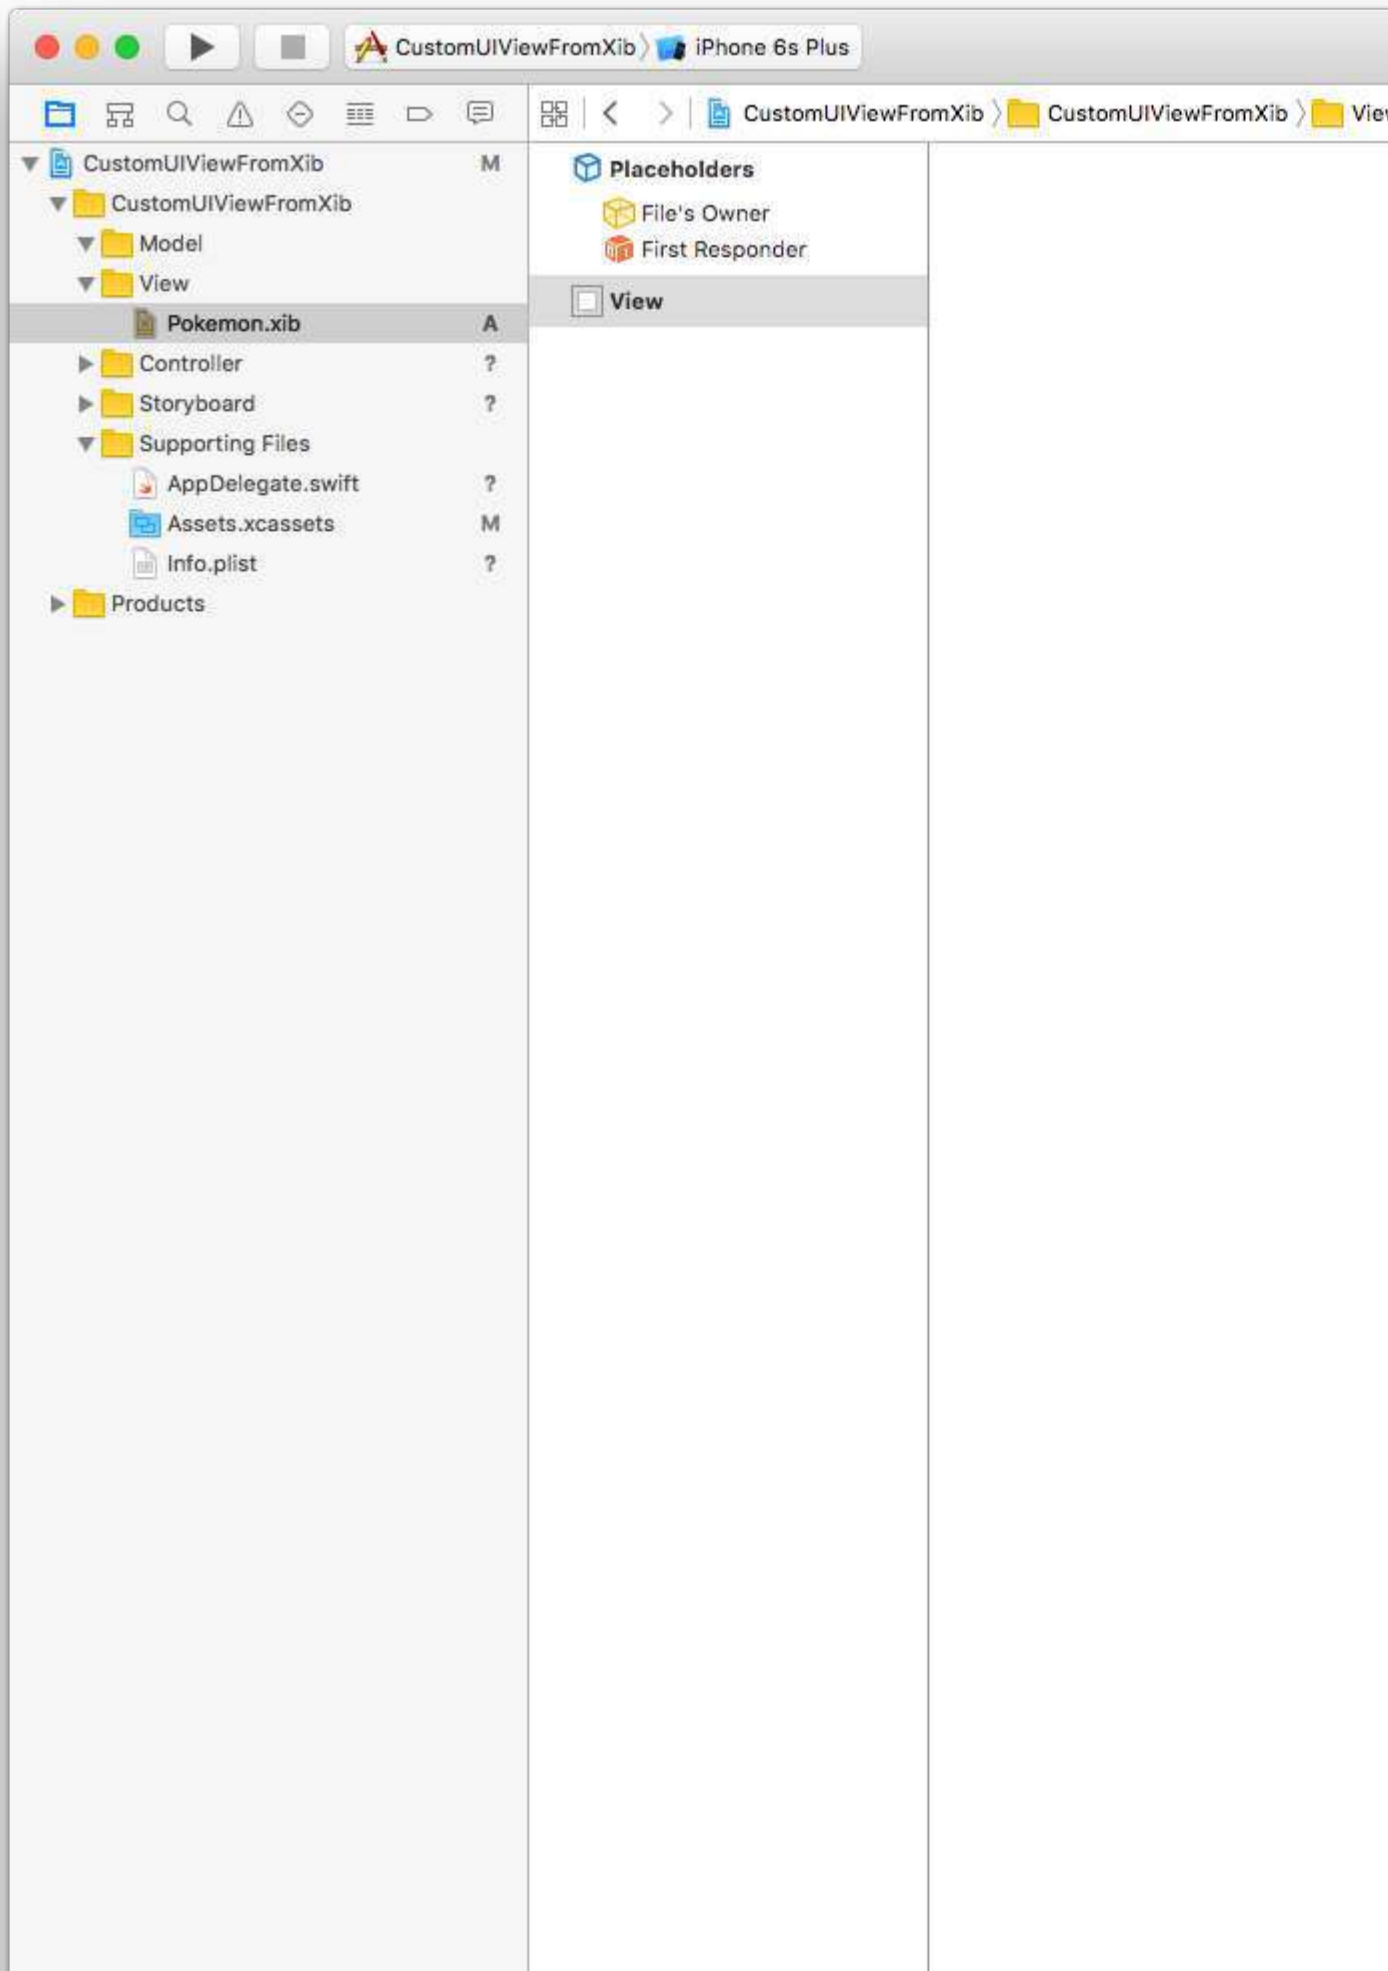 CustomUIViewFromXib iPhone 6s Plus
CustomUIViewFromXib CustomUIViewFromXib
CustomUIViewFromXib M
CustomUIViewFromXib
Model
View
Pokemon.xib A
Controller ?
Storyboard ?
Supporting Files
AppDelegate.swift ?
Assets.xcassets M
Info.plist ?
Products
Placeholders
File's Owner
First Responder
View